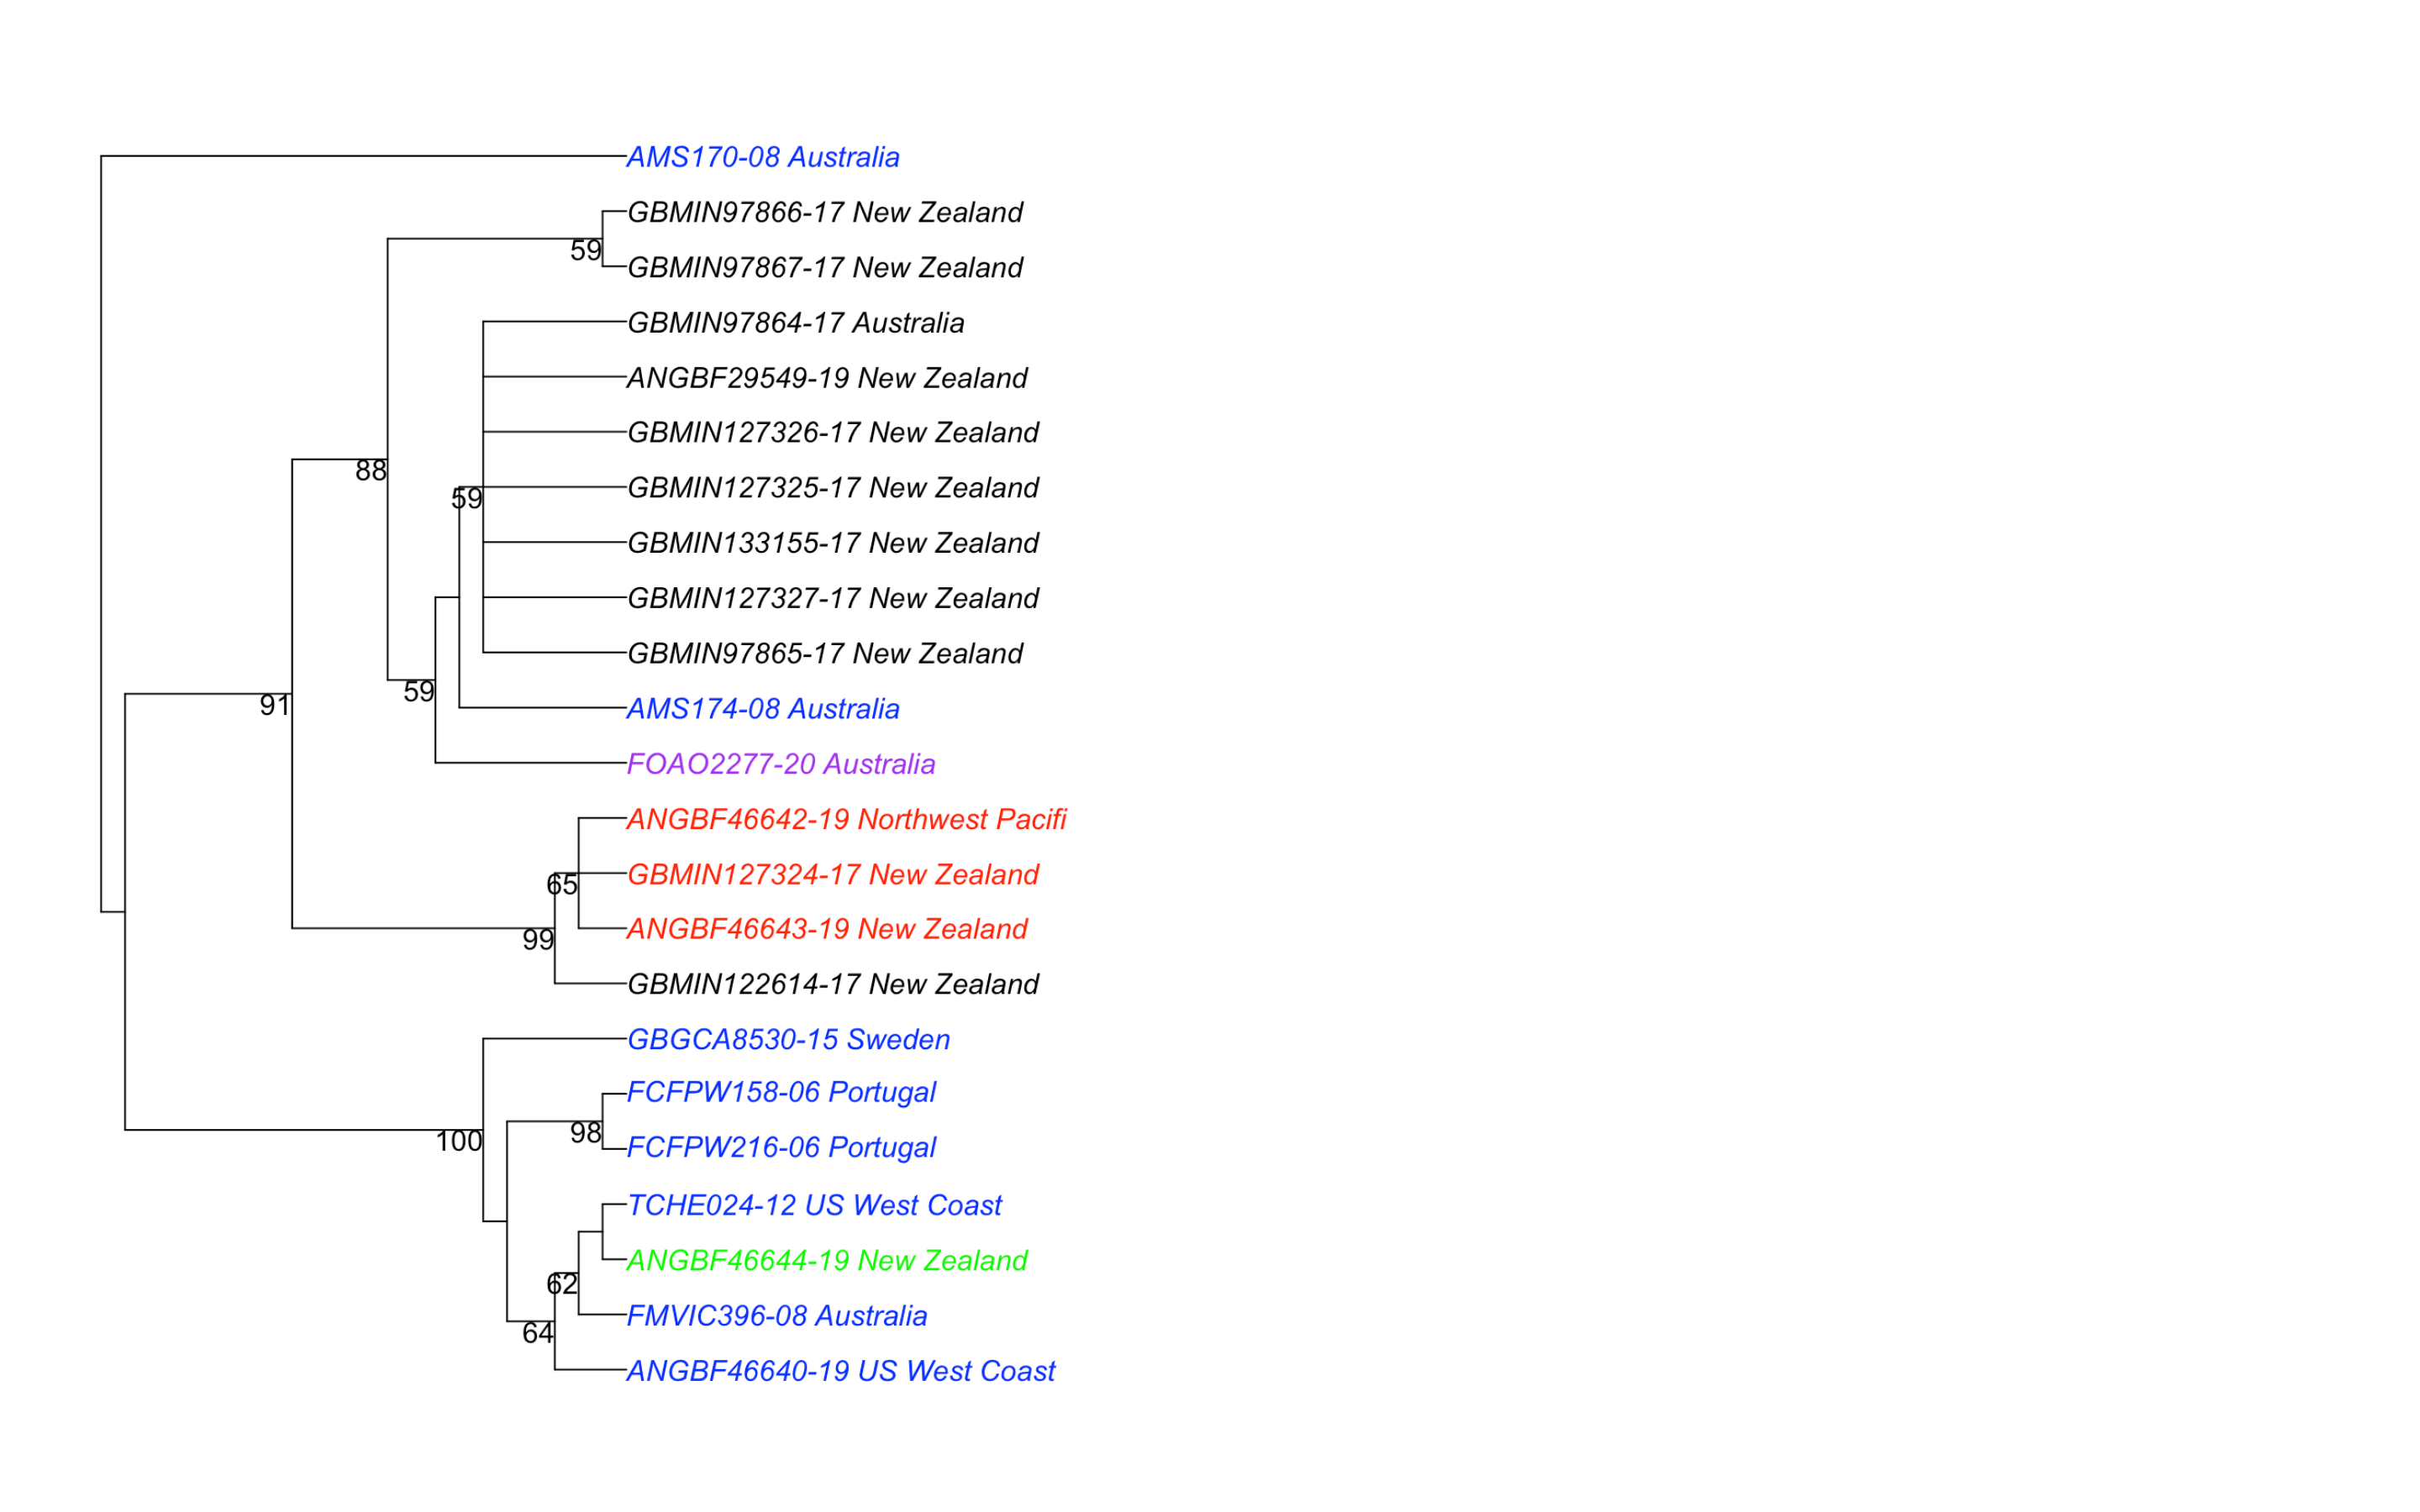 AMS170-08 Australia
GBMIN97866-17 New Zealand
59
GBMIN97867-17 New Zealand
GBMIN97864-17 Australia
ANGBF29549-19 New Zealand
GBMIN127326-17 New Zealand
88
GBMIN127325-17 New Zealand
59
GBMIN133155-17 New Zealand
GBMIN127327-17 New Zealand
GBMIN97865-17 New Zealand
59
91
AMS174-08 Australia
FOAO2277-20 Australia
ANGBF46642-19 Northwest Pacifi
GBMIN127324-17 New Zealand
65
ANGBF46643-19 New Zealand
99
GBMIN122614-17 New Zealand
GBGCA8530-15 Sweden
FCFPW158-06 Portugal
98
100
FCFPW216-06 Portugal
TCHE024-12 US West Coast
ANGBF46644-19 New Zealand
62
FMVIC396-08 Australia
64
ANGBF46640-19 US West Coast